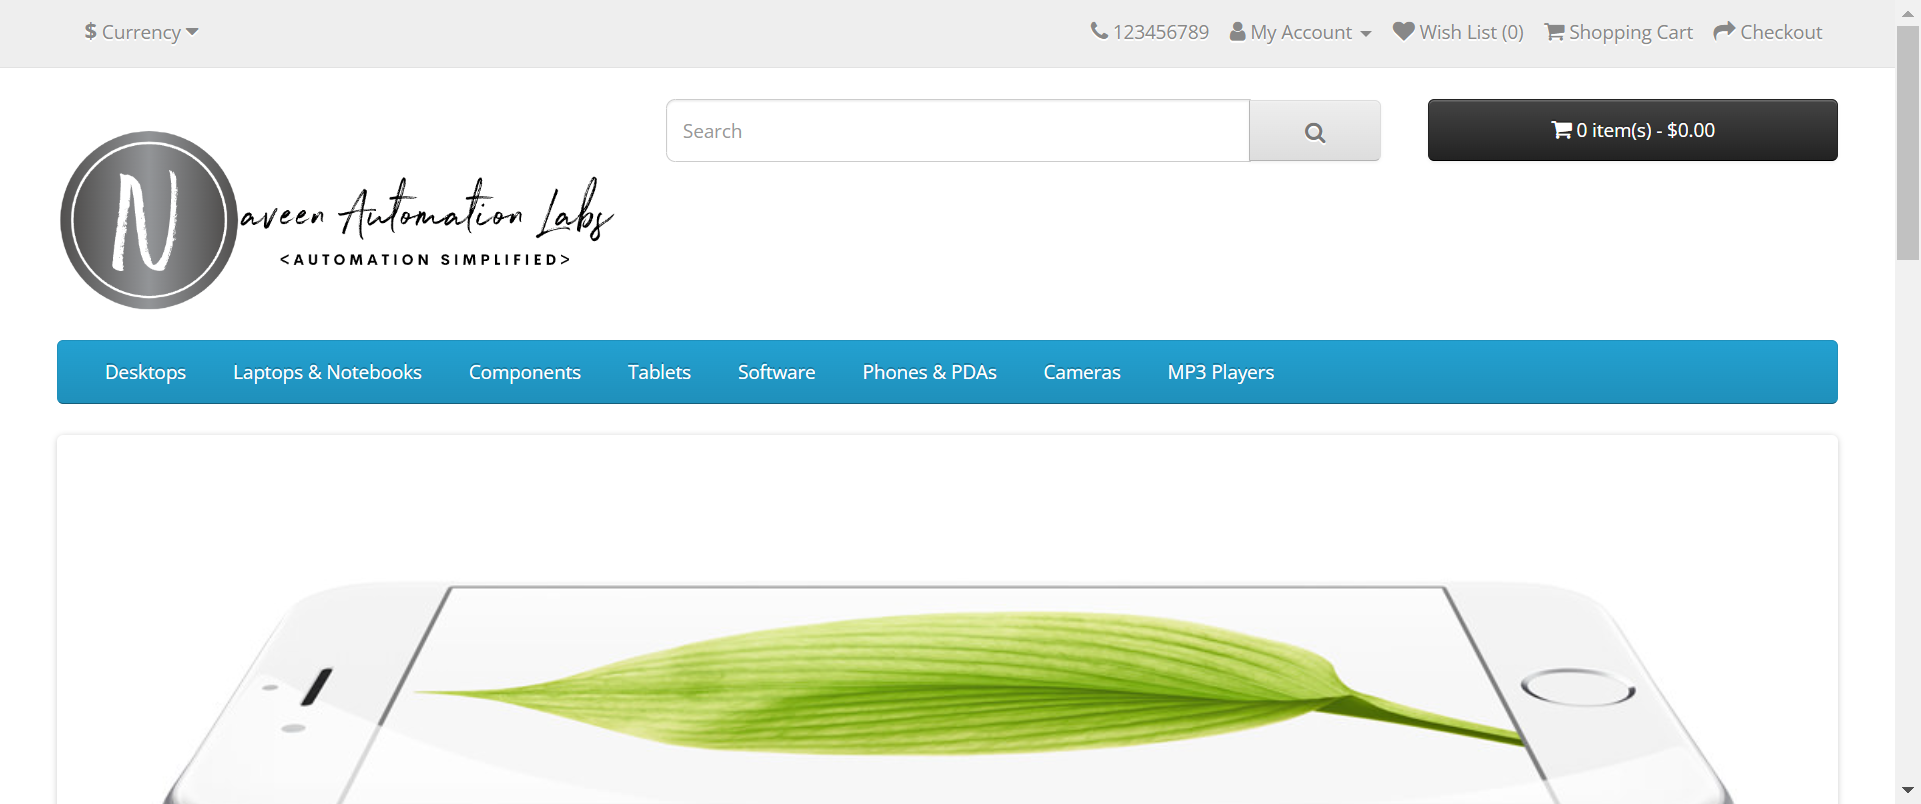 $ Currency
123456789 My Account Wish List (0) Shopping Cart Checkout
Search
0 item(s) - $0.00
Naveen Automation Labs
<AUTOMATION SIMPLIFIED>
Desktops Laptops & Notebooks Components Tablets Software Phones & PDAs Cameras MP3 Players